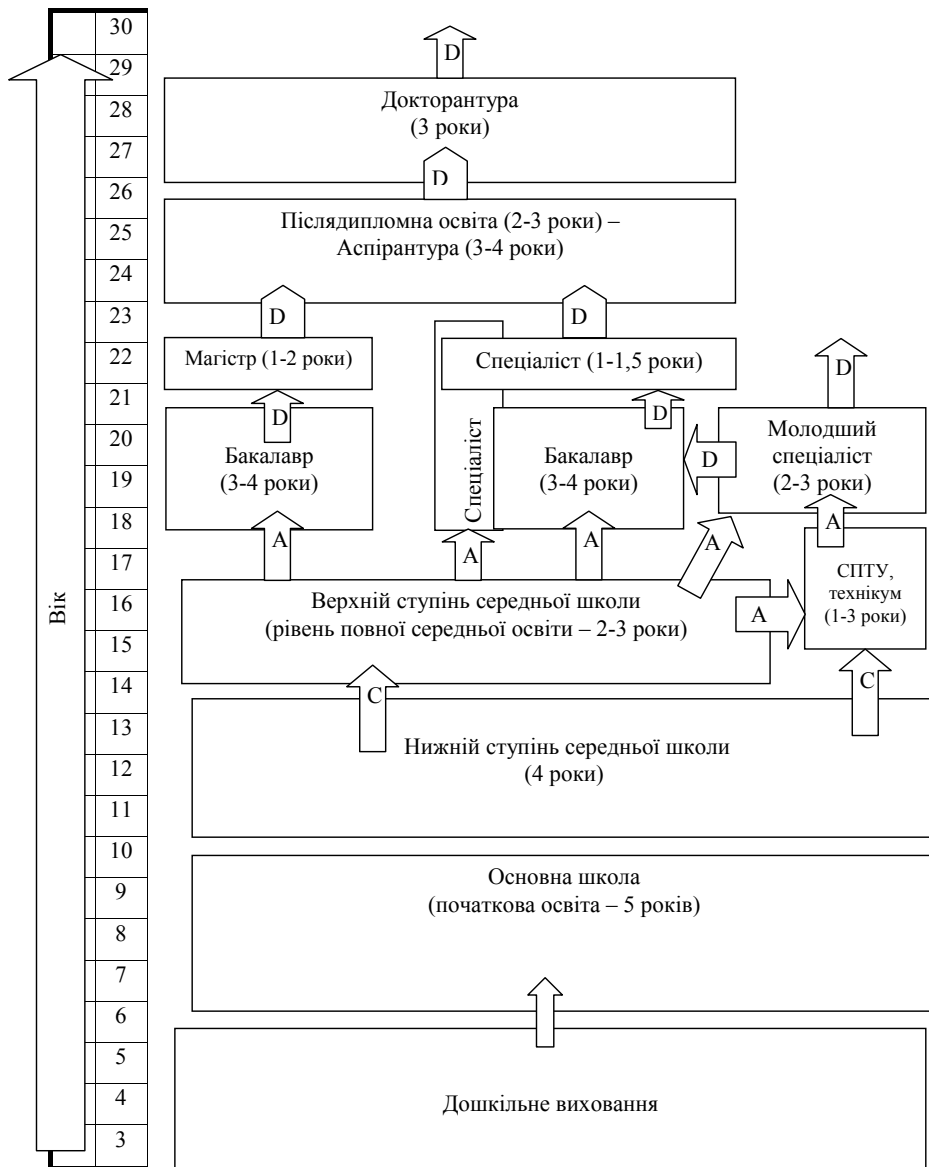 30
29
28
27
26
25
24
23
22
21
20
19
18
17
16
15
14
13
12
11
10
9
8
7
6
5
4
3
Вік
D
Докторантура
(3 роки)
D
Післядипломна освіта (2-3 роки) –
Аспірантура (3-4 роки)
D
D
Магістр (1-2 роки)
Спеціаліст (1-1,5 роки)
D
D
D
Спеціаліст
Бакалавр
(3-4 роки)
Бакалавр
(3-4 роки)
D
Молодший
спеціаліст
(2-3 роки)
A
A
A
A
A
Верхній ступінь середньої школи
(рівень повної середньої освіти – 2-3 роки)
A
СПТУ,
технікум
(1-3 роки)
C
C
Нижній ступінь середньої школи
(4 роки)
Основна школа
(початкова освіта – 5 років)
Дошкільне виховання